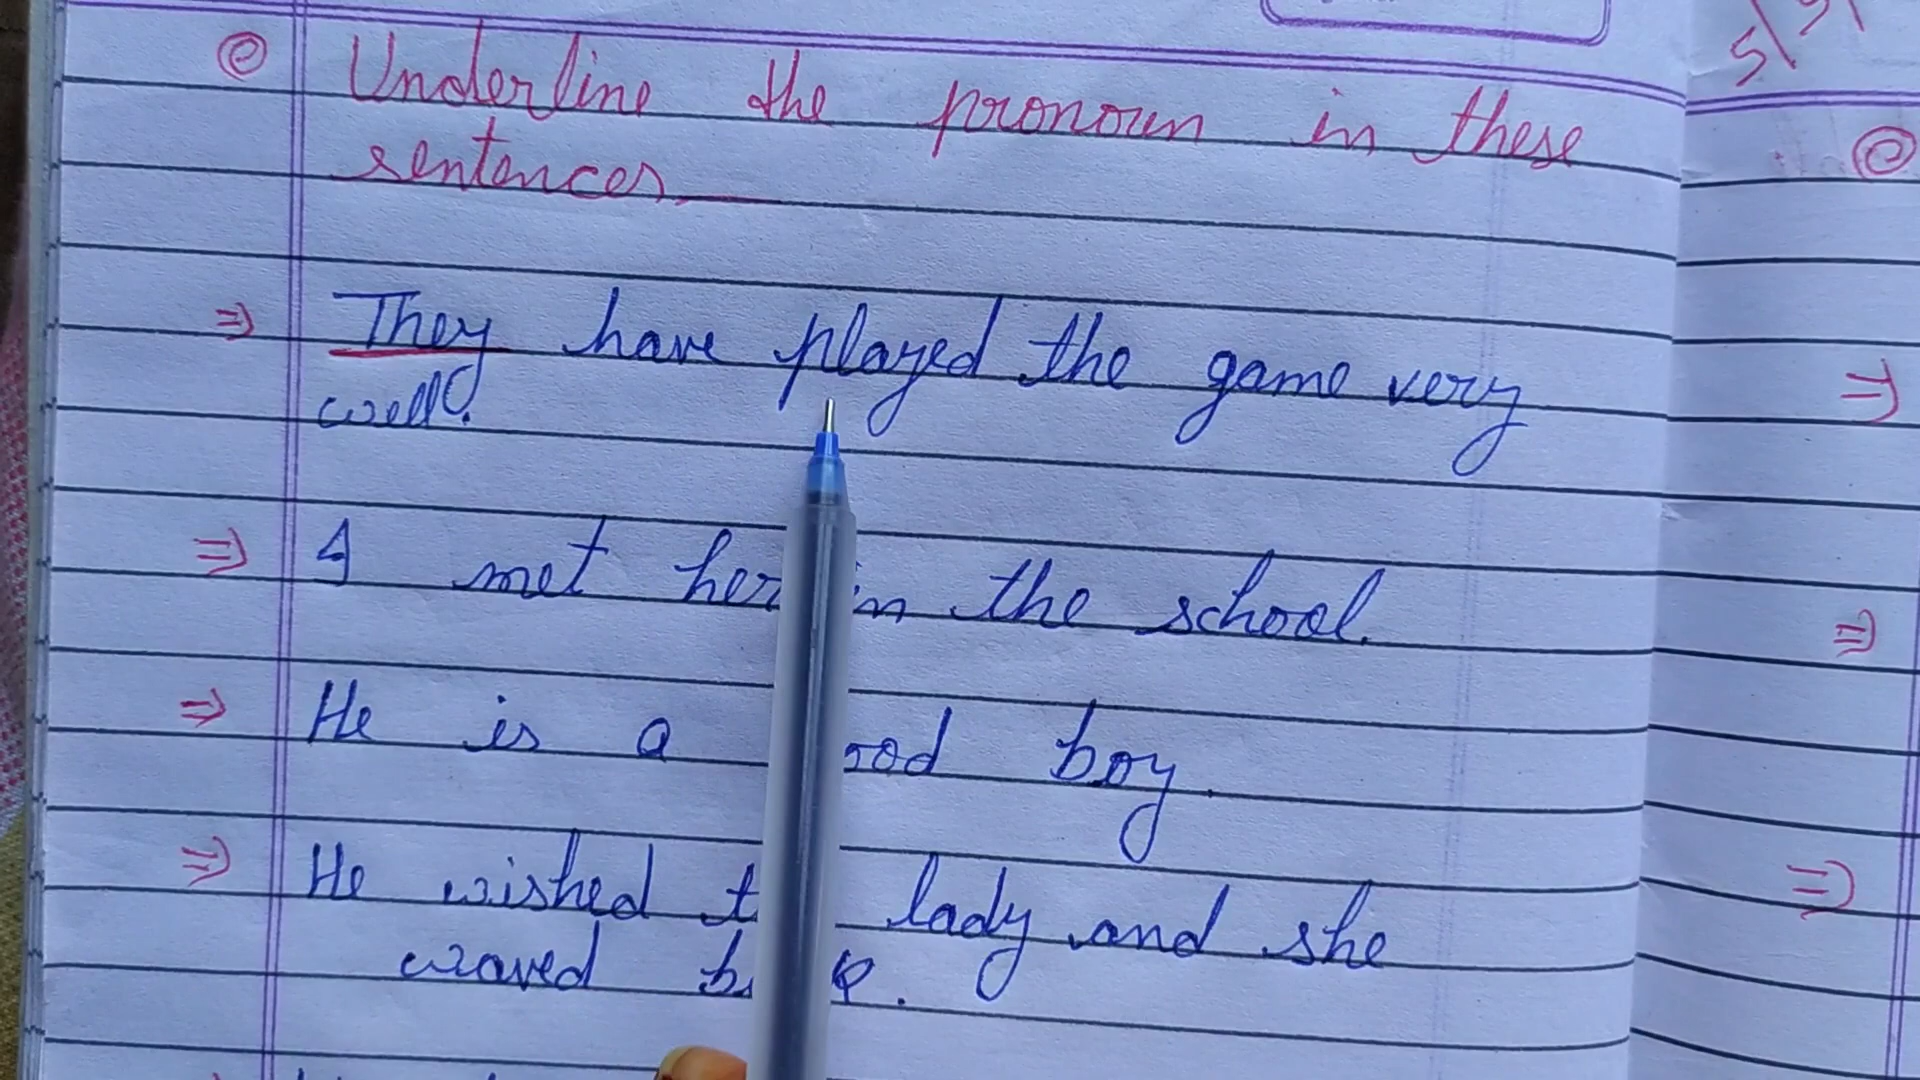 Underline the pronoun in these
sentences.
They have played the game very
well.
I met her in the school.
He is a boy.
He wished lady and she
waved